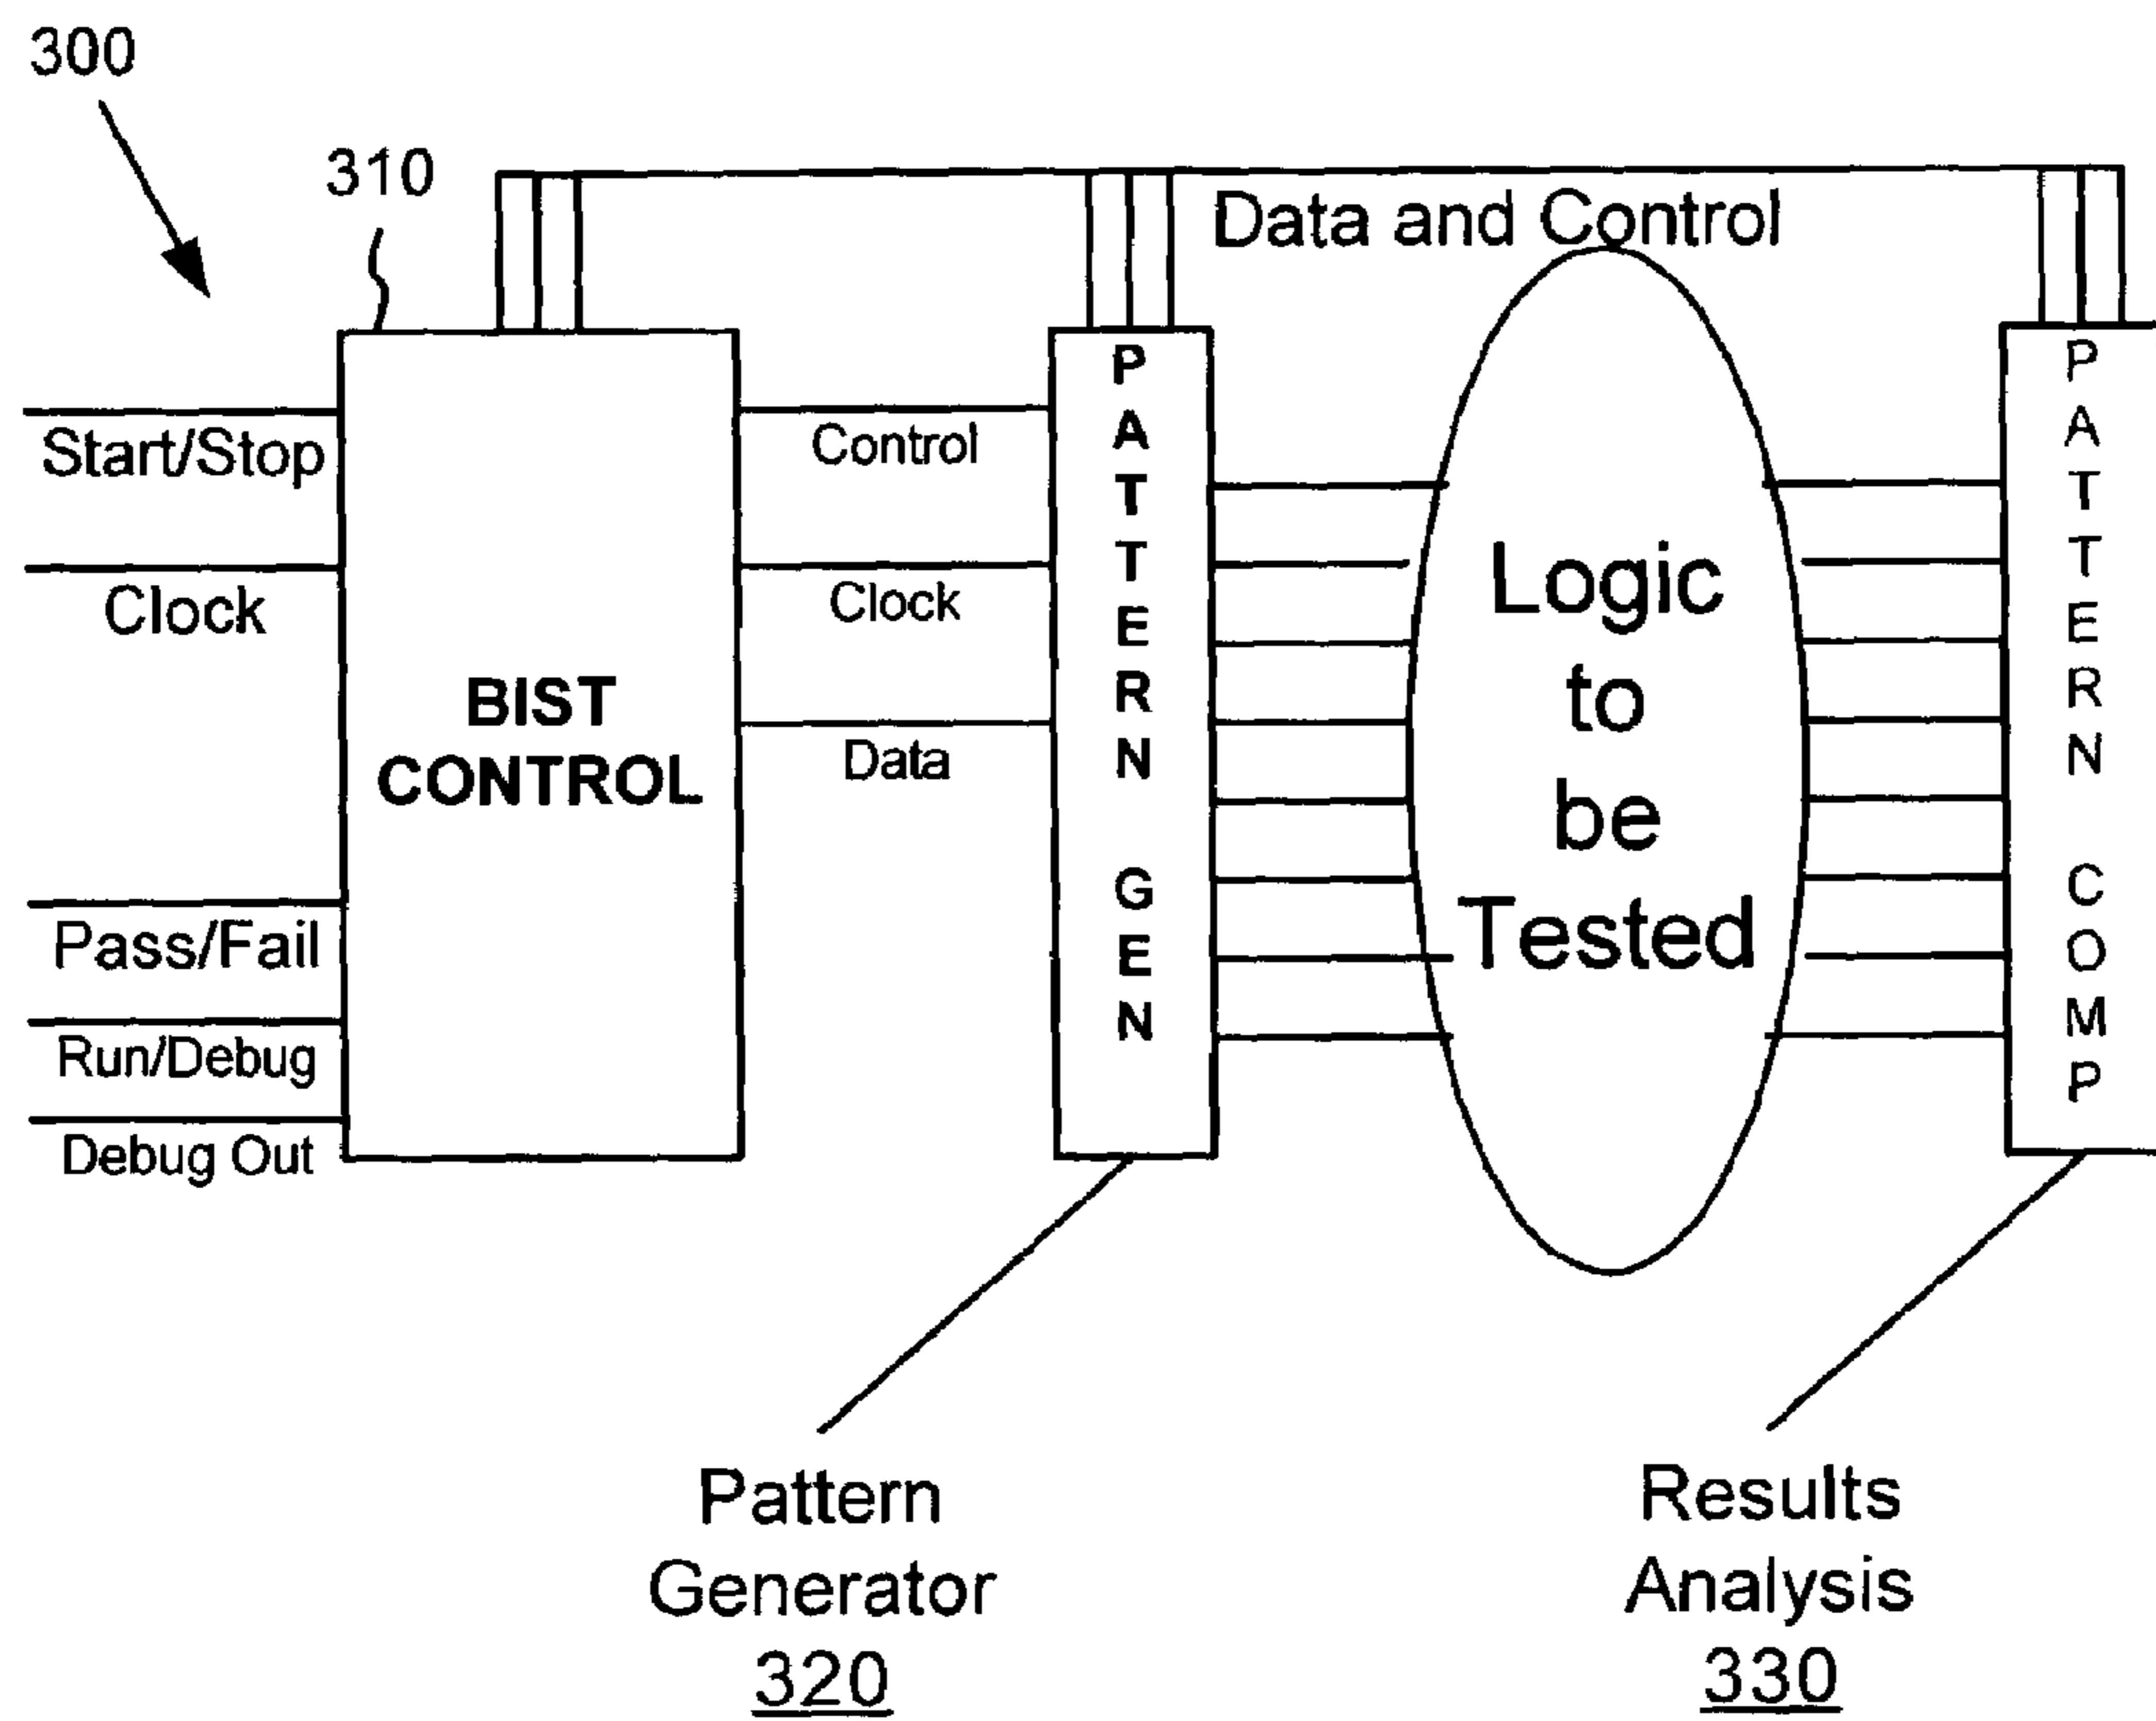 300
310
Data and Control
Start/Stop
Clock
Pass/Fail
Run/Debug
Debug Out
BIST
CONTROL
Control
Clock
Data
PATTERN GEN
Logic
to
be
Tested
PATTERN COMP
Pattern
Generator
320
Results
Analysis
330